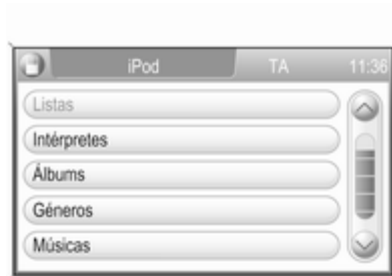 iPod TA 11:36
Listas
Intérpretes
Álbums
Géneros
Músicas